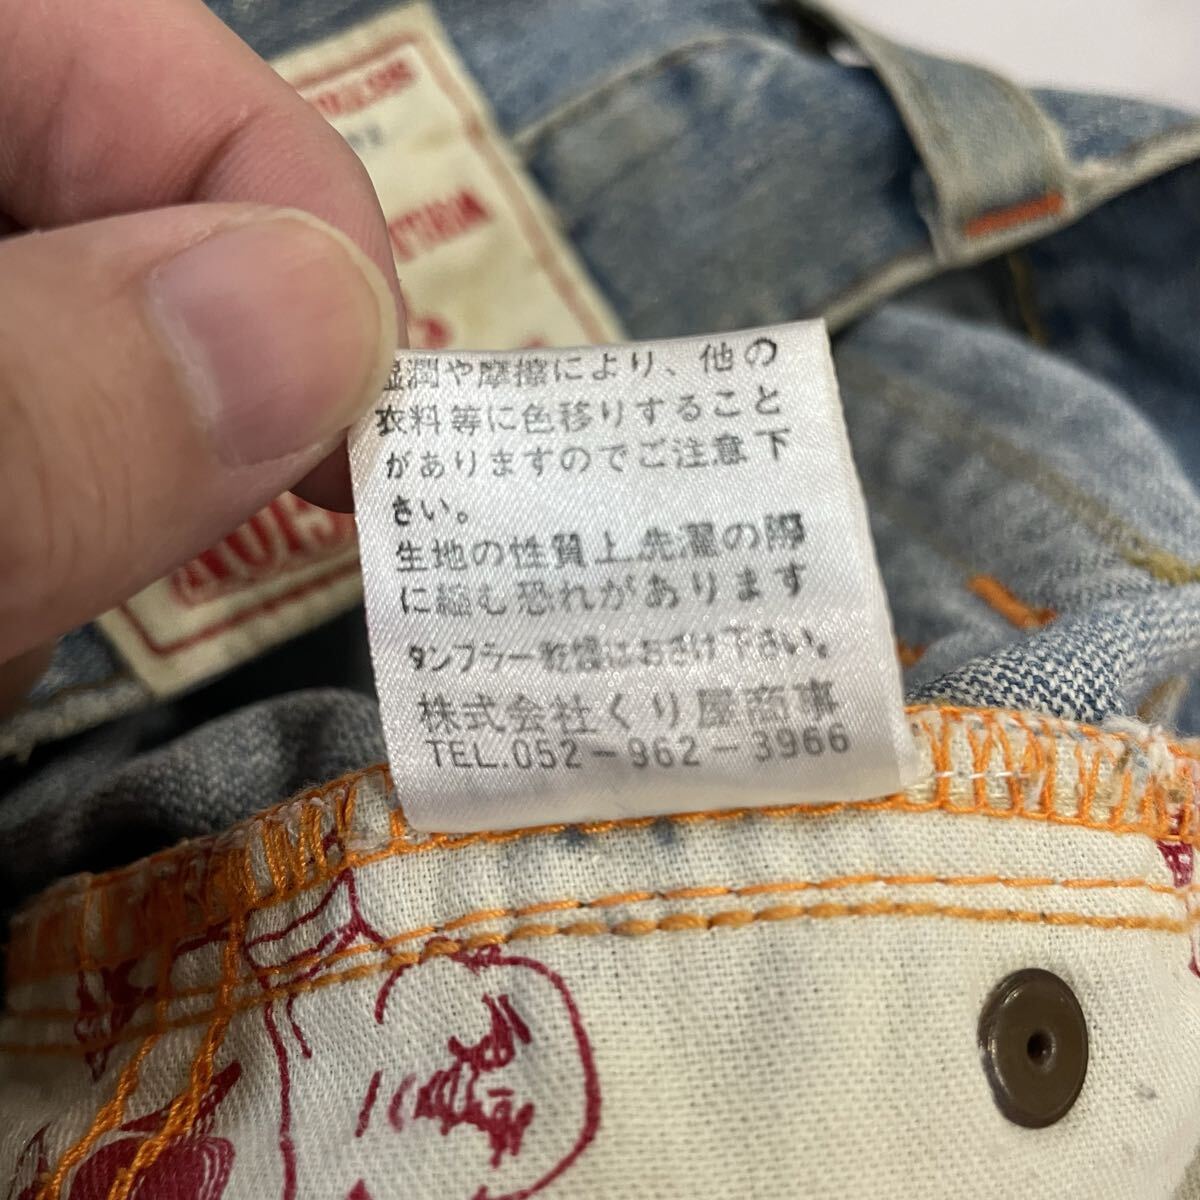 湿潤や摩擦により、他の
衣料等に色移りすること
がありますのでご注意下
さい。
生地の性質上、洗濯の際
に縮む恐れがあります
タンブラー乾燥はおさけ下さい。
株式会社くり屋商事
TEL.052-962-3966